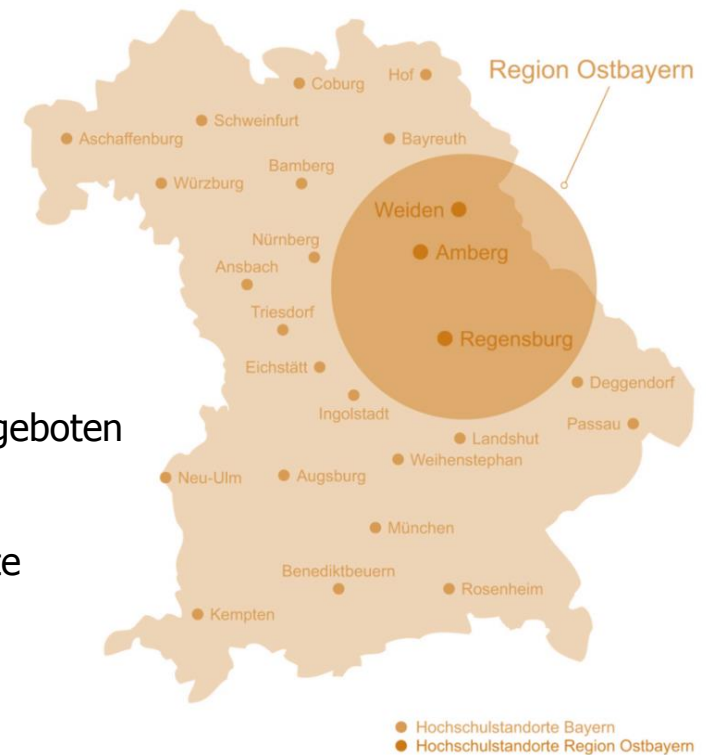 Region Ostbayern
Hof
Coburg
Schweinfurt
Aschaffenburg
Bayreuth
Bamberg
Würzburg
Weiden
Nürnberg
Amberg
Ansbach
Triesdorf
Regensburg
Eichstätt
Deggendorf
Ingolstadt
geboten
Passau
Landshut
Weihenstephan
Neu-Ulm
Augsburg
München
e
Benediktbeuern
Rosenheim
Kempten
Hochschulstandorte Bayern
Hochschulstandorte Region Ostbayern